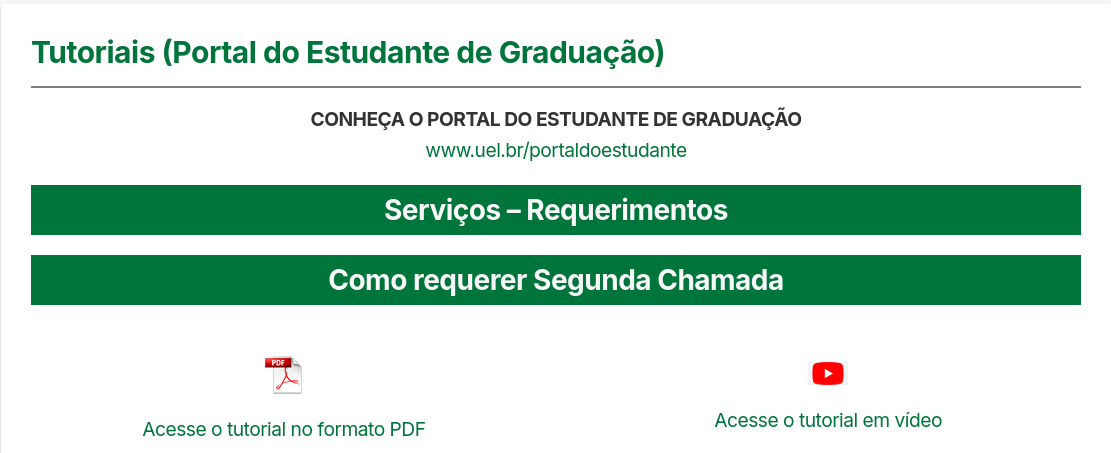 Tutoriais (Portal do Estudante de Graduação)
CONHEÇA O PORTAL DO ESTUDANTE DE GRADUAÇÃO
www.uel.br/portaldoestudante
Serviços – Requerimentos
Como requerer Segunda Chamada
PDF
Acesse o tutorial no formato PDF
Acesse o tutorial em vídeo